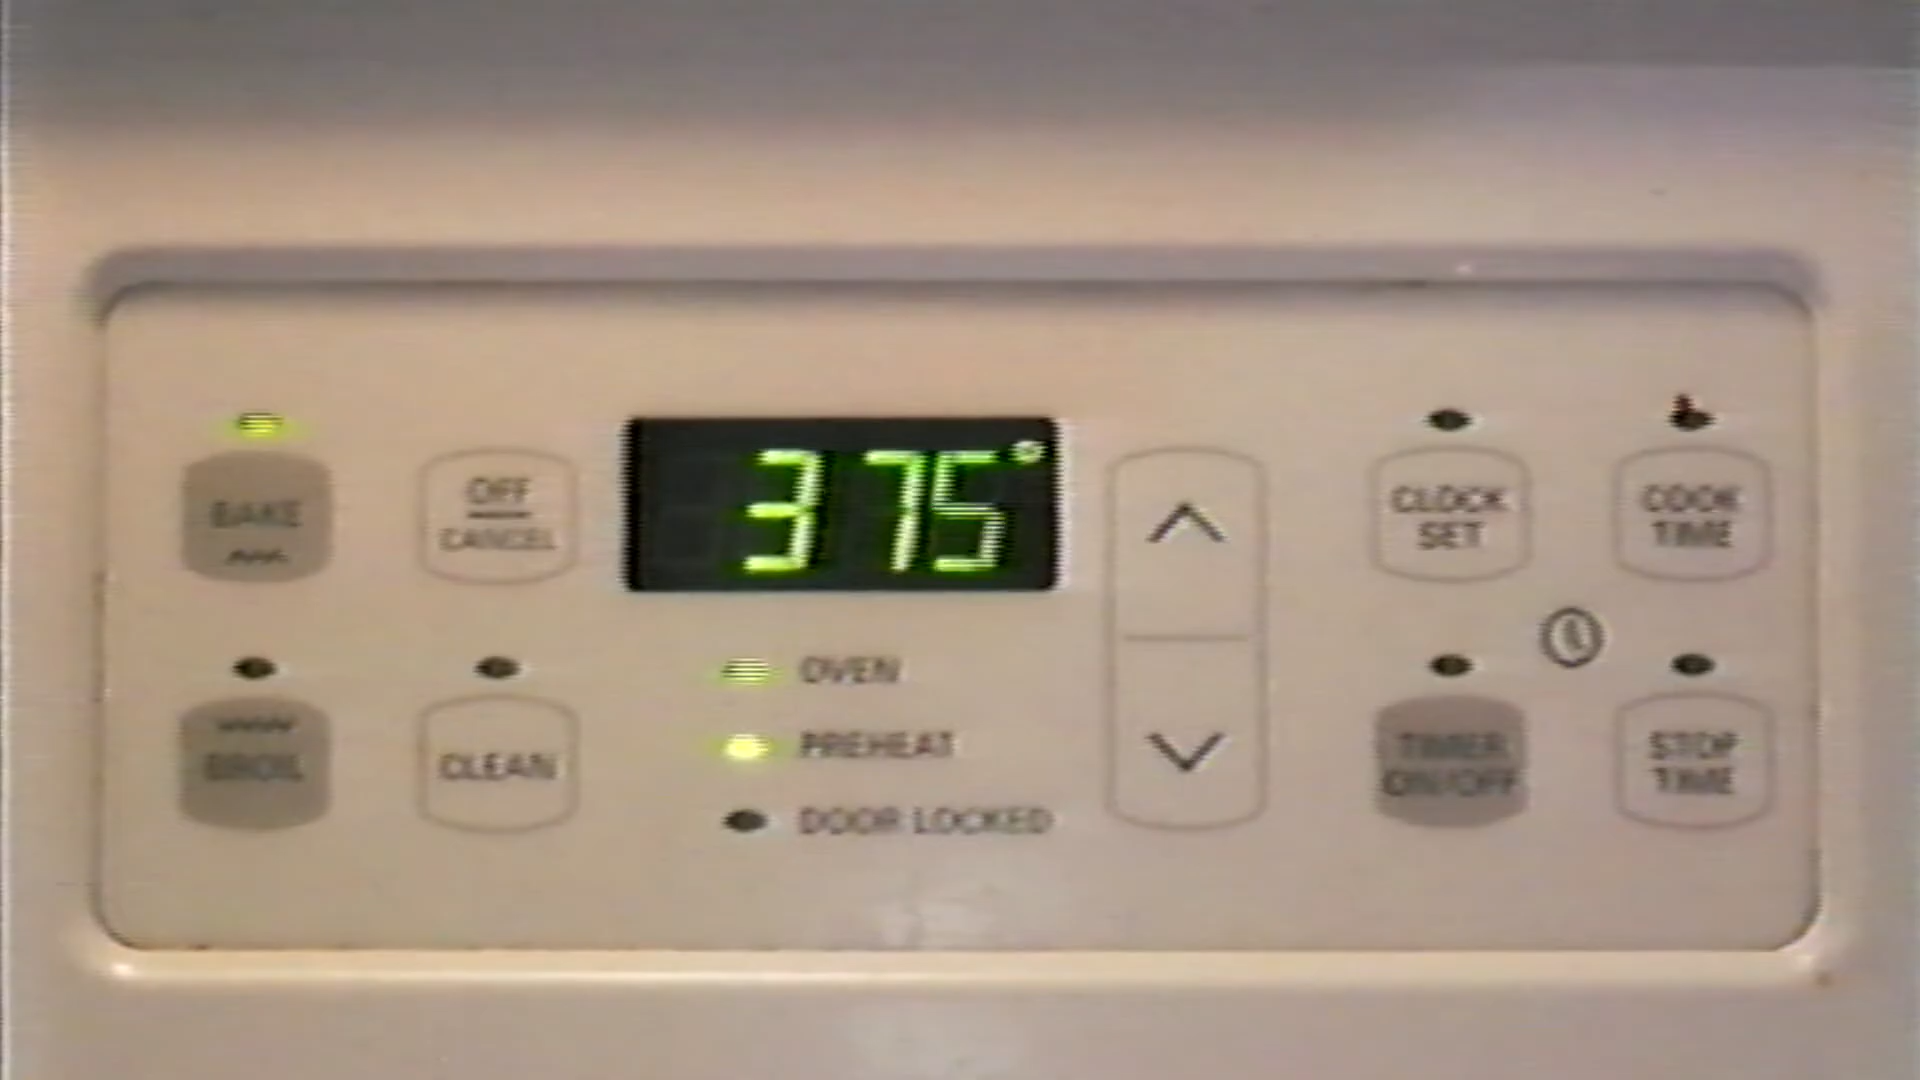 375°
BAKE
OFF
CANCEL
CLOCK
SET
COOK
TIME
OVEN
PREHEAT
DOOR LOCKED
BROIL
CLEAN
TIMER
ON/OFF
STOP
TIME